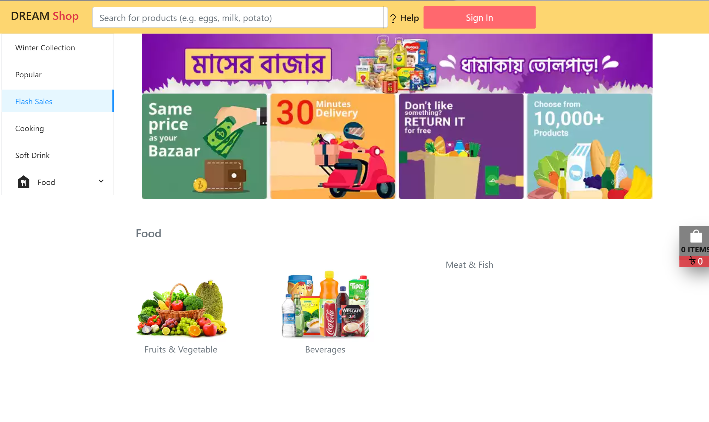 DREAM Shop
Search for products (e.g. eggs, milk, potato)
? Help
Sign In
Winter Collection
Popular
Flash Sales
Cooking
Soft Drink
Food
মাসের বাজার
ধামাকায় তোলপাড়!
Same
price
as your
Bazaar
30 Minutes
Delivery
Don't like
something?
RETURN IT
for free
Choose from
10,000+
Products
0 ITEMS
৳ 0
Food
Fruits & Vegetable
Beverages
Meat & Fish